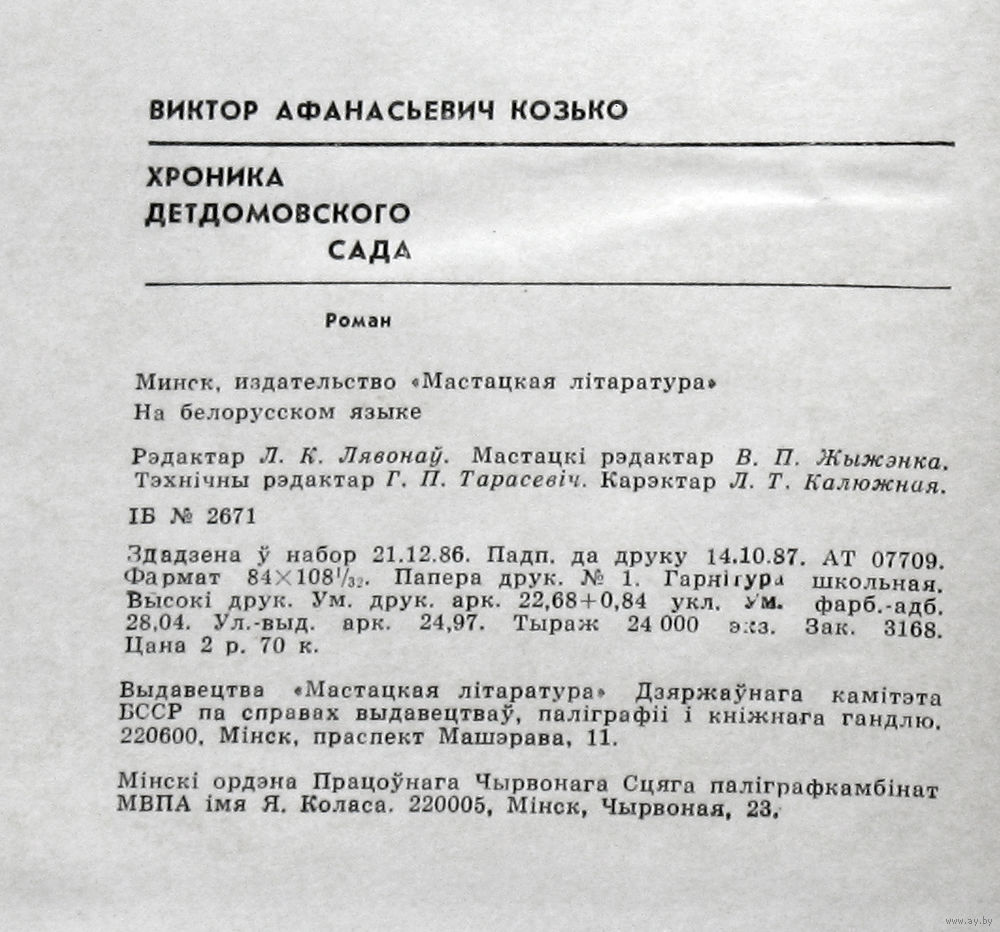 ВИКТОР АФАНАСЬЕВИЧ КОЗЬКО
ХРОНИКА
ДЕТДОМОВСКОГО
САДА
Роман
Минск, издательство «Мастацкая літаратура»
На белорусском языке
Рэдактар Л. К. Лявонаў. Мастацкі рэдактар В. П. Жыжэнка.
Тэхнічны рэдактар Г. П. Тарасевіч. Карэктар Л. Т. Калюжная.
ІБ № 2671
Здадзена ў набор 21.12.86. Падп. да друку 14.10.87. АТ 07709.
Фармат 84×108¹/₃₂. Папера друк. № 1. Гарнітура школьная.
Высокі друк. Ум. друк. арк. 22,68+0,84 укл. Ум. фарб.-адб.
28,04. Ул.-выд. арк. 24,97. Тыраж 24 000 экз. Зак. 3168.
Цана 2 р. 70 к.
Выдавецтва «Мастацкая літаратура» Дзяржаўнага камітэта
БССР па справах выдавецтваў, паліграфіі і кніжнага гандлю.
220600, Мінск, праспект Машэрава, 11.
Мінскі ордэна Працоўнага Чырвонага Сцяга паліграфкамбінат
МВПА імя Я. Коласа. 220005, Мінск, Чырвоная, 23.
www.ay.by